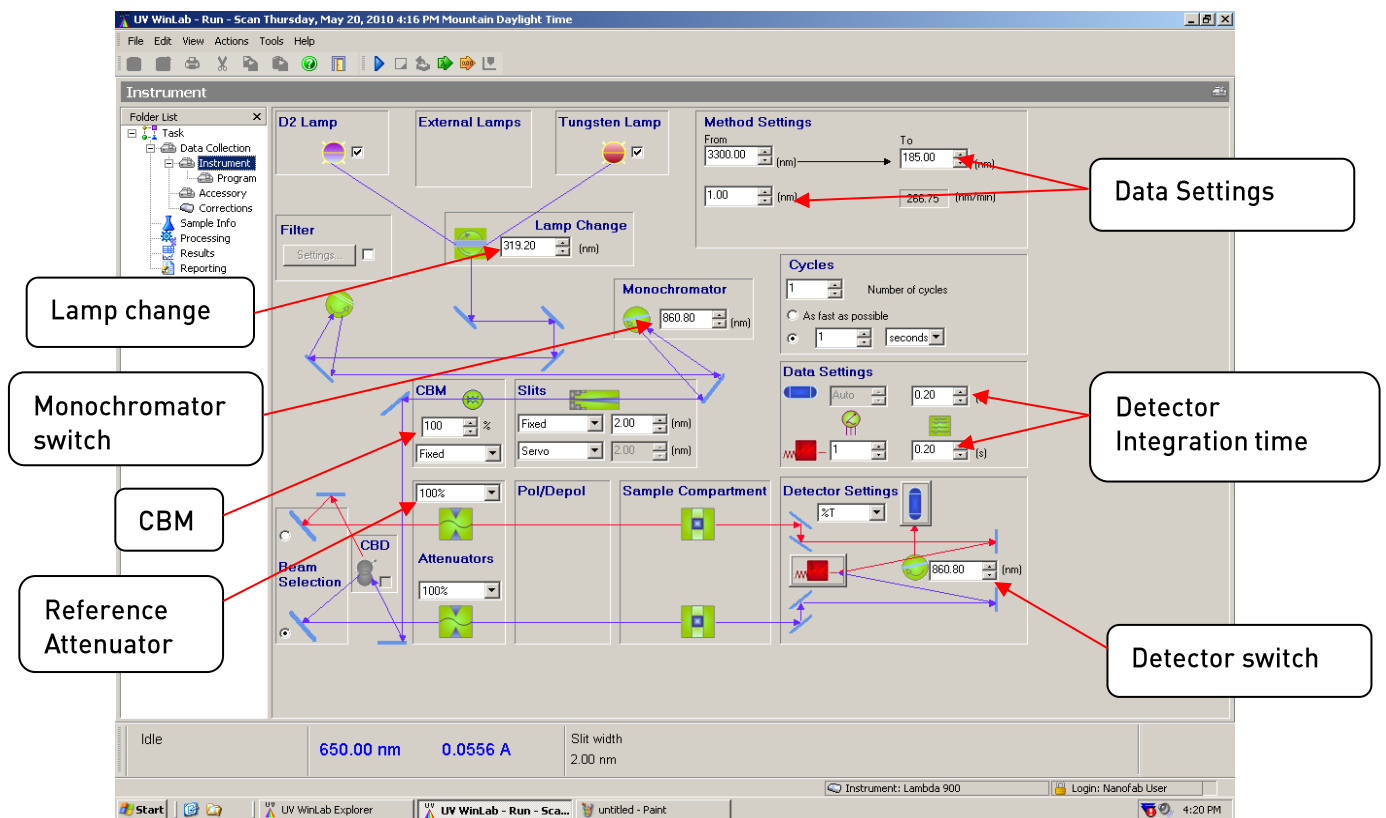 UV WinLab - Run - Scan Thursday, May 20, 2010 4:16 PM Mountain Daylight Time
File Edit View Actions Tools Help
Instrument
Folder List
Task
Data Collection
Instrument
Program
Accessory
Corrections
Sample Info
Processing
Results
Reporting
D2 Lamp
External Lamps
Tungsten Lamp
Method Settings
From
To
3300.00 (nm)
185.00 (nm)
1.00 (nm)
266.75 (nm/min)
Data Settings
Filter
Settings...
Lamp Change
319.20 (nm)
Lamp change
Monochromator
860.80 (nm)
Cycles
1 Number of cycles
As fast as possible
1 seconds
Monochromator
switch
CBM
100 %
Fixed
Slits
Fixed 2.00 (nm)
Servo 2.00 (nm)
Data Settings
Auto 0.20
1 0.20 (s)
Detector
Integration time
CBM
100%
Pol/Depol
Sample Compartment
Detector Settings
%T
CBD
Beam
Selection
Attenuators
100%
860.80 (nm)
Reference
Attenuator
Detector switch
Idle
650.00 nm 0.0556 A
Slit width
2.00 nm
Instrument: Lambda 900
Login: Nanofab User
Start
UV WinLab Explorer
UV WinLab - Run - Sca...
untitled - Paint
4:20 PM